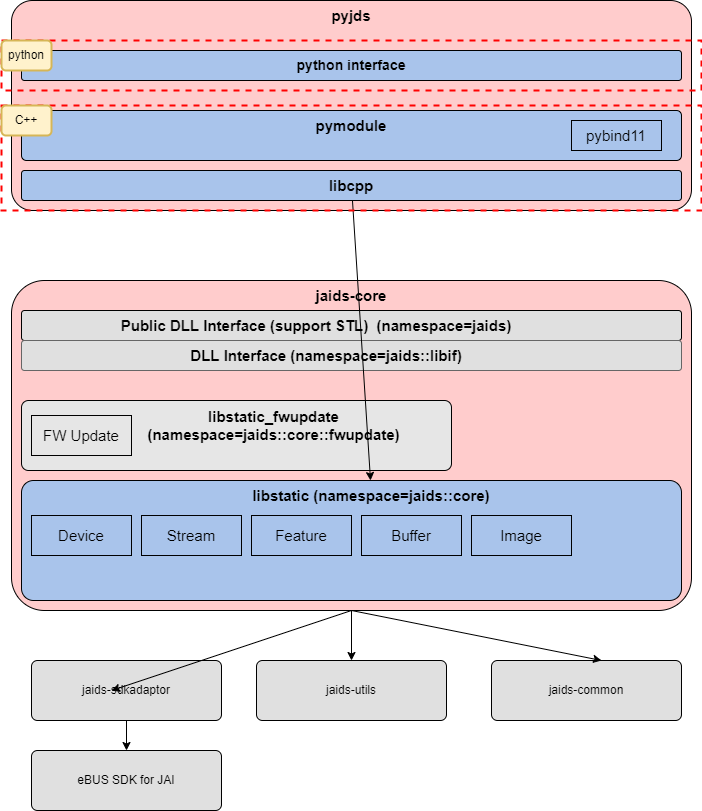 pyjds
python
python interface
C++
pymodule
pybind11
libcpp
jaids-core
Public DLL Interface (support STL)  (namespace=jaids)
DLL Interface (namespace=jaids::libif)
libstatic_fwupdate
(namespace=jaids::core::fwupdate)
FW Update
libstatic (namespace=jaids::core)
Device
Stream
Feature
Buffer
Image
jaids-sdkadaptor
jaids-utils
jaids-common
eBUS SDK for JAI